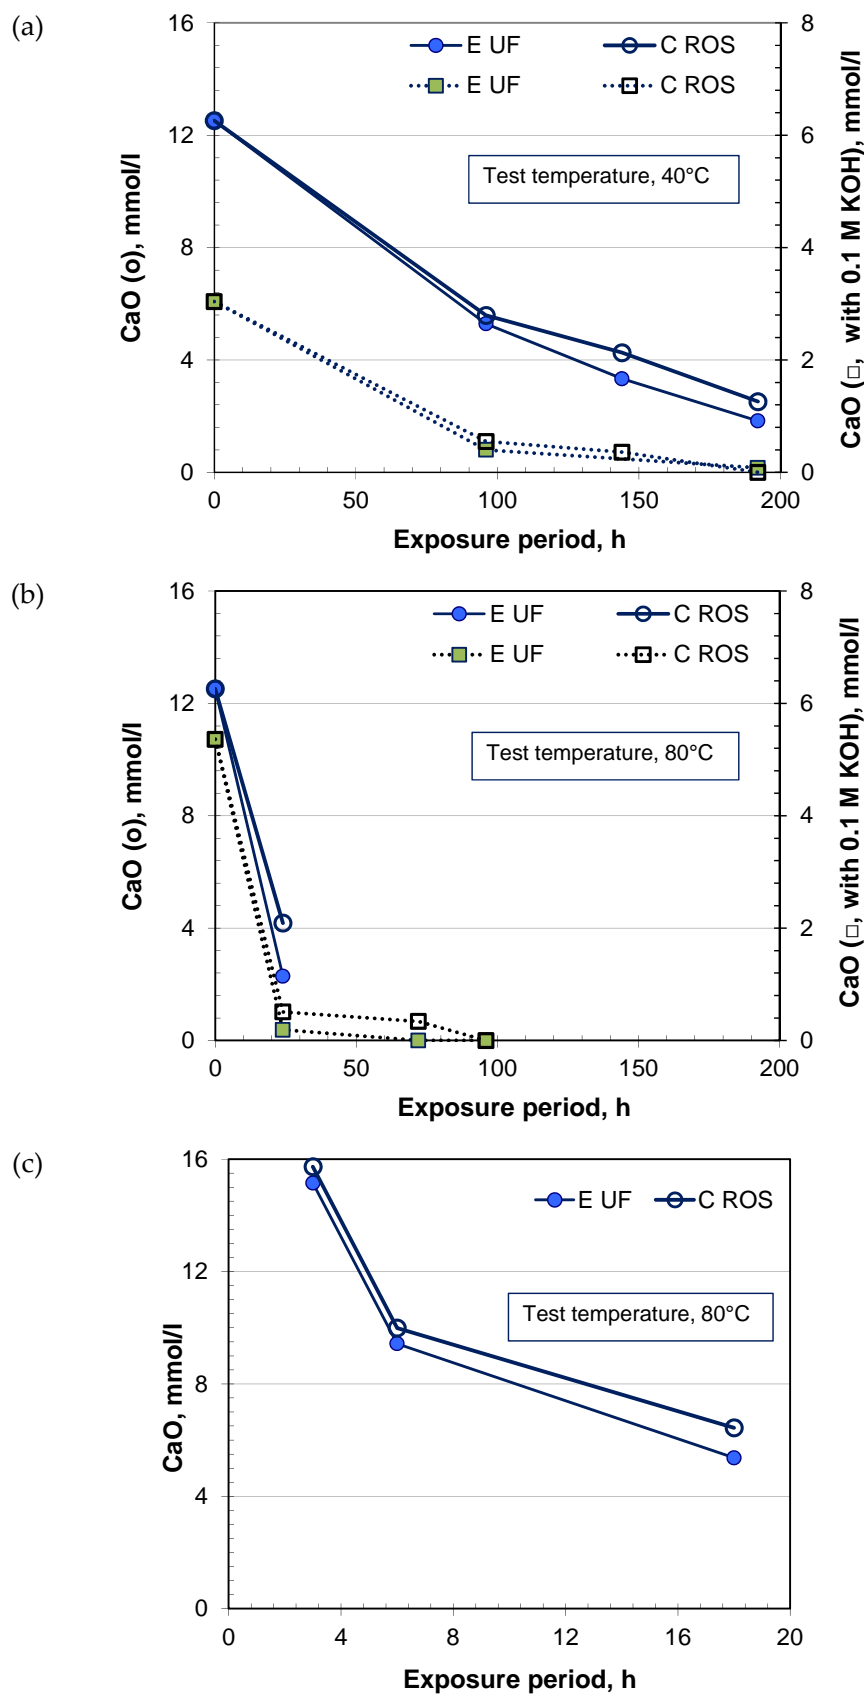 (a)
16
12
8
4
0
CaO (o), mmol/l
8
6
4
2
0
CaO (□, with 0.1 M KOH), mmol/l
E UF
C ROS
E UF
C ROS
Test temperature, 40°C
0 50 100 150 200
Exposure period, h
(b)
16
12
8
4
0
CaO (o), mmol/l
8
6
4
2
0
CaO (□, with 0.1 M KOH), mmol/l
E UF
C ROS
E UF
C ROS
Test temperature, 80°C
0 50 100 150 200
Exposure period, h
(c)
16
12
8
4
0
CaO, mmol/l
E UF
C ROS
Test temperature, 80°C
0 4 8 12 16 20
Exposure period, h